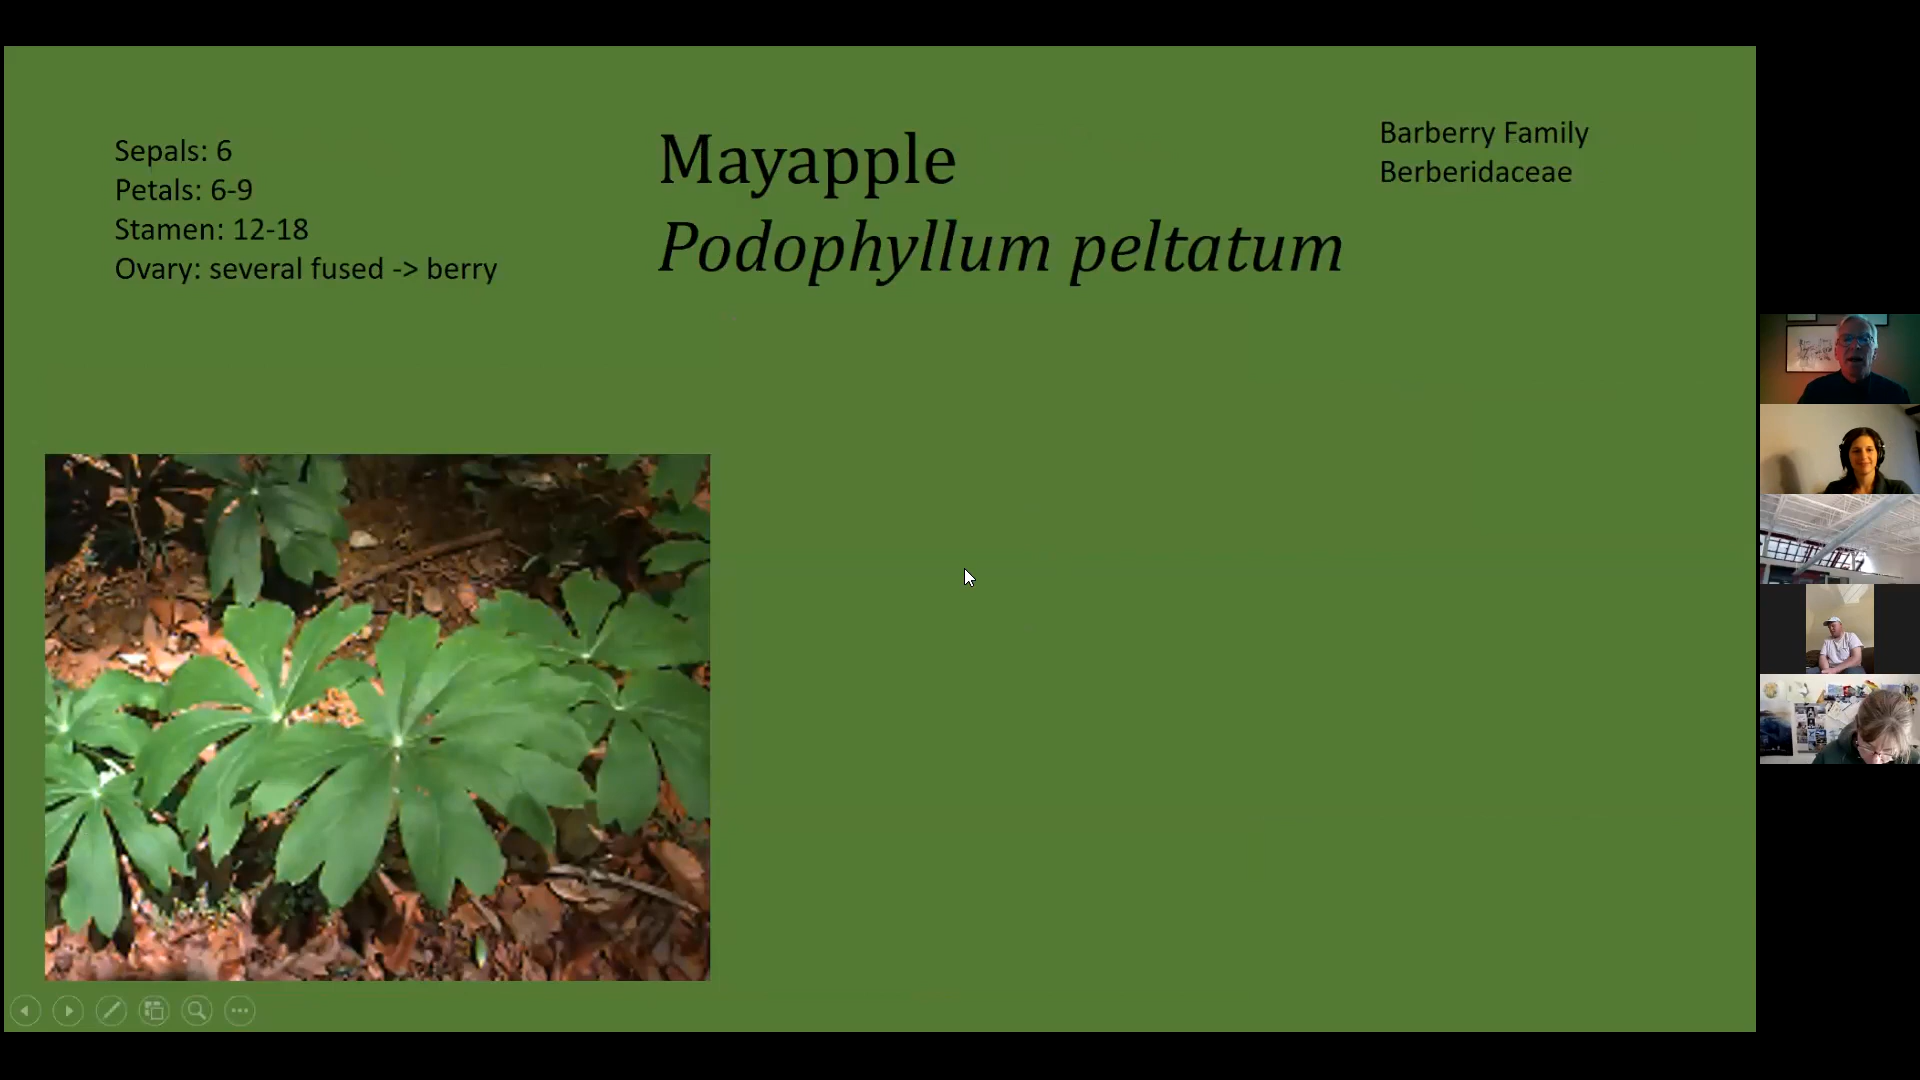 Sepals: 6
Petals: 6-9
Stamen: 12-18
Ovary: several fused -> berry
Mayapple
Podophyllum peltatum
Barberry Family
Berberidaceae